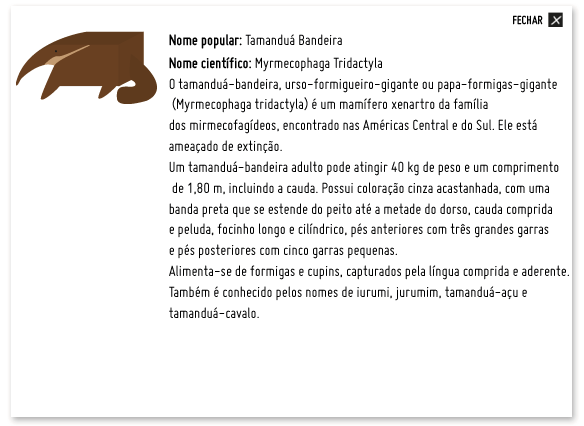 FECHAR
Nome popular: Tamanduá Bandeira
Nome científico: Myrmecophaga Tridactyla
O tamanduá-bandeira, urso-formigueiro-gigante ou papa-formigas-gigante
(Myrmecophaga tridactyla) é um mamífero xenartro da família
dos mirmecofagídeos, encontrado nas Américas Central e do Sul. Ele está
ameaçado de extinção.
Um tamanduá-bandeira adulto pode atingir 40 kg de peso e um comprimento
de 1,80 m, incluindo a cauda. Possui coloração cinza acastanhada, com uma
banda preta que se estende do peito até a metade do dorso, cauda comprida
e peluda, focinho longo e cilíndrico, pés anteriores com três grandes garras
e pés posteriores com cinco garras pequenas.
Alimenta-se de formigas e cupins, capturados pela língua comprida e aderente.
Também é conhecido pelos nomes de iurumi, jurumim, tamanduá-açu e
tamanduá-cavalo.